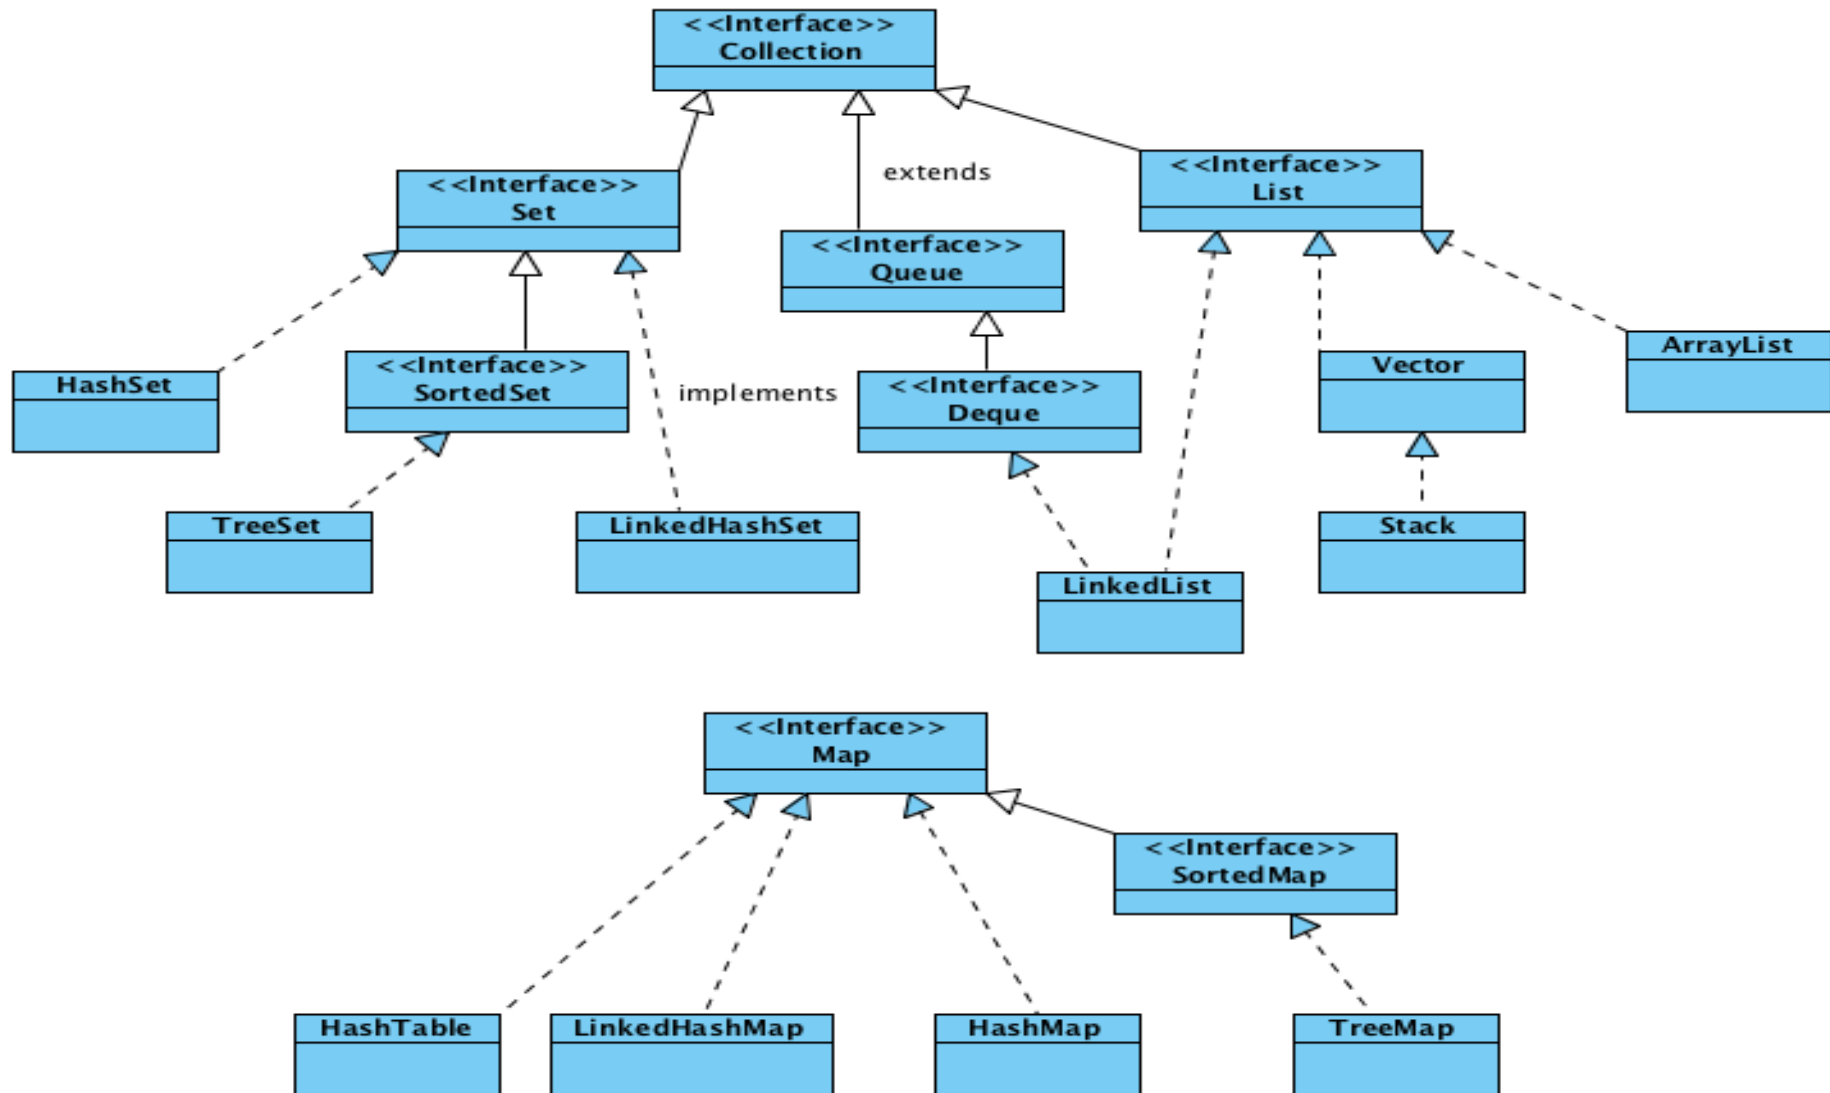 <<Interface>>
Collection
extends
<<Interface>>
Set
<<Interface>>
List
<<Interface>>
Queue
HashSet
<<Interface>>
SortedSet
implements
<<Interface>>
Deque
Vector
ArrayList
TreeSet
LinkedHashSet
LinkedList
Stack
<<Interface>>
Map
<<Interface>>
SortedMap
HashTable
LinkedHashMap
HashMap
TreeMap